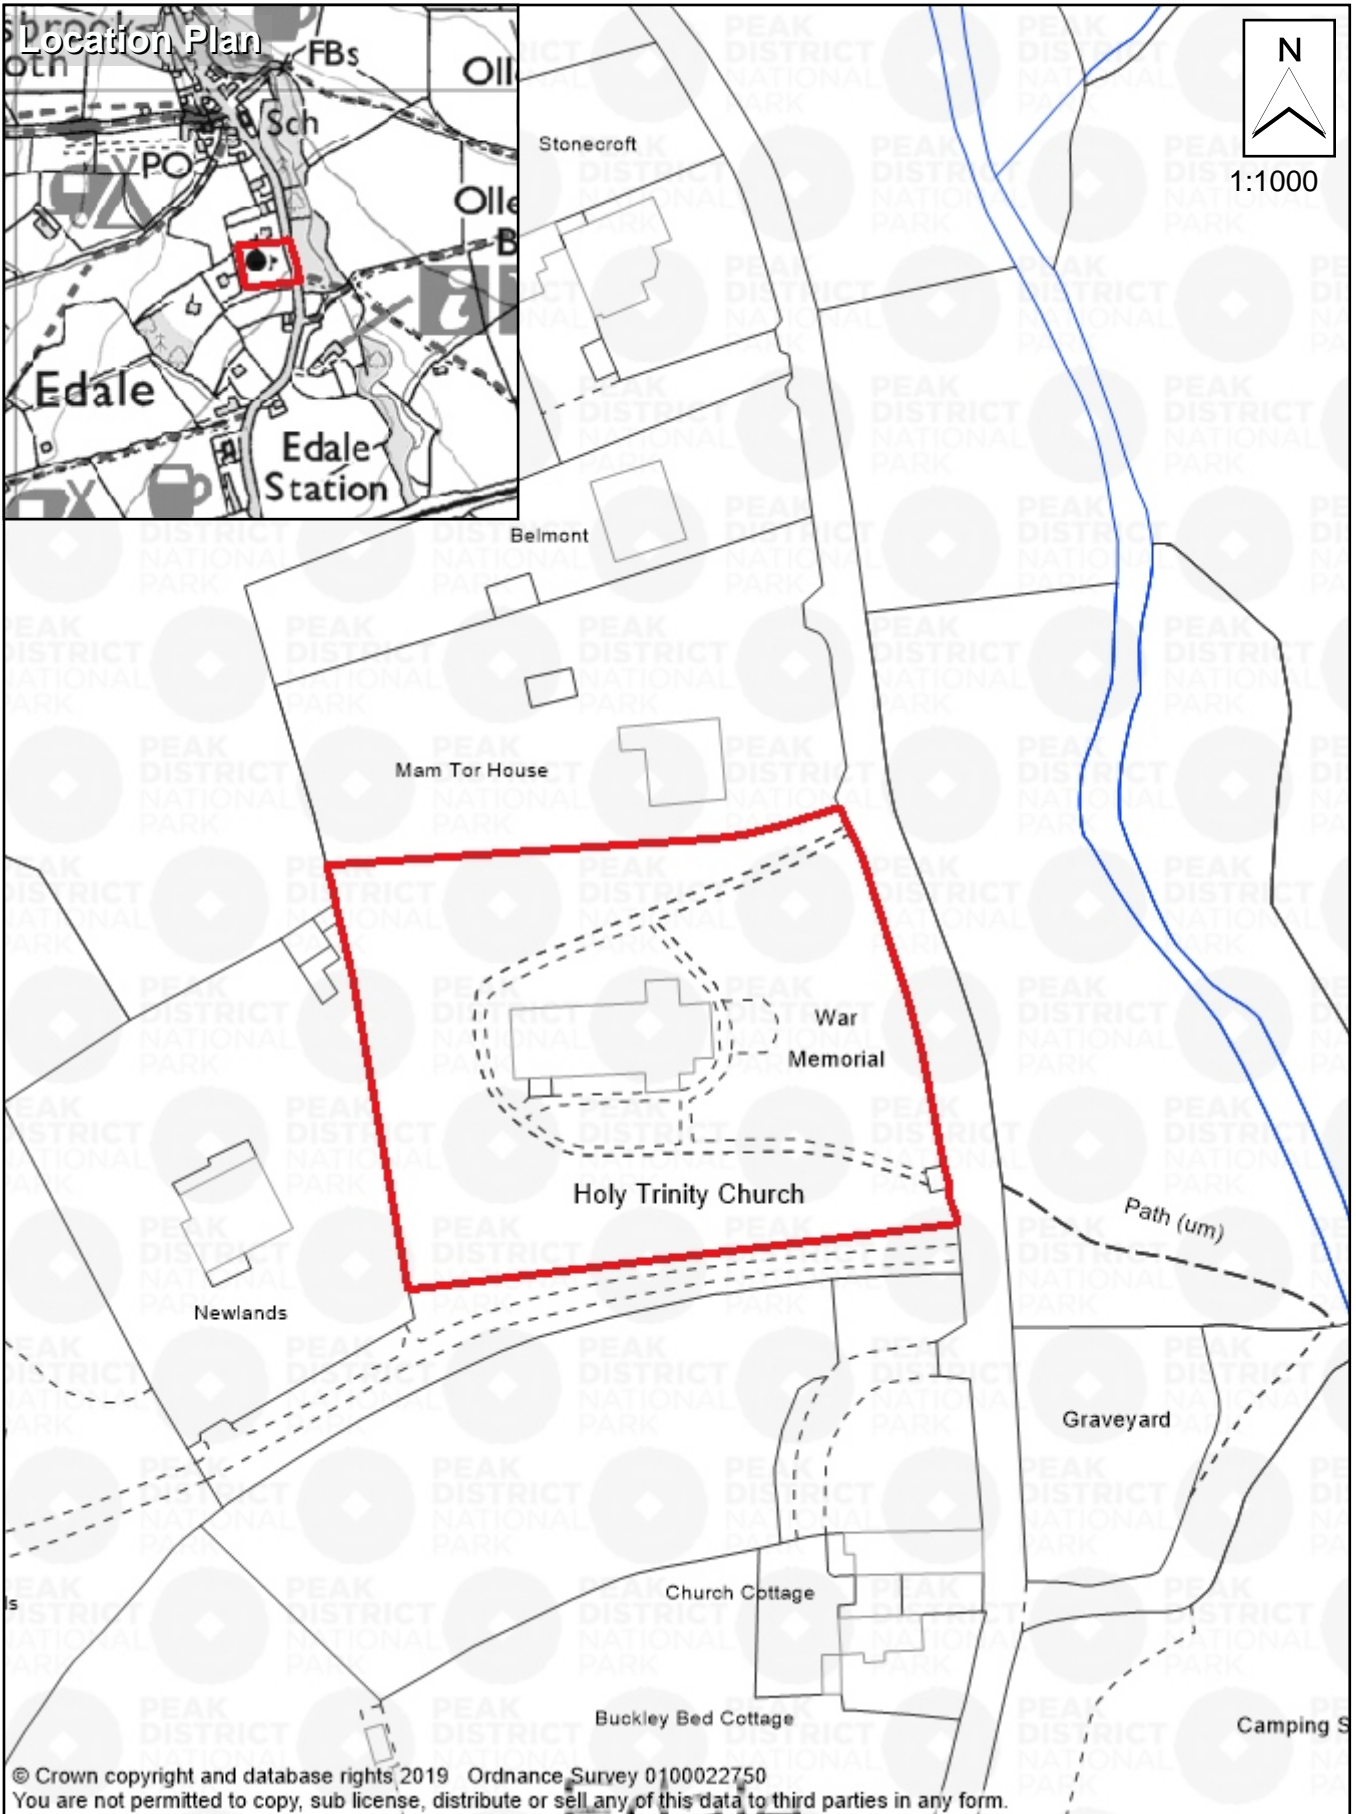 Location Plan
FBs
Sch
PO
Edale
Edale
Station
N
1:1000
Stonecroft
Belmont
Mam Tor House
War
Memorial
Holy Trinity Church
Path (um)
Newlands
Graveyard
Church Cottage
Buckley Bed Cottage
Camping S
© Crown copyright and database rights 2019 Ordnance Survey 0100022750
You are not permitted to copy, sub license, distribute or sell any of this data to third parties in any form.
PEAK
DISTRICT
NATIONAL
PARK